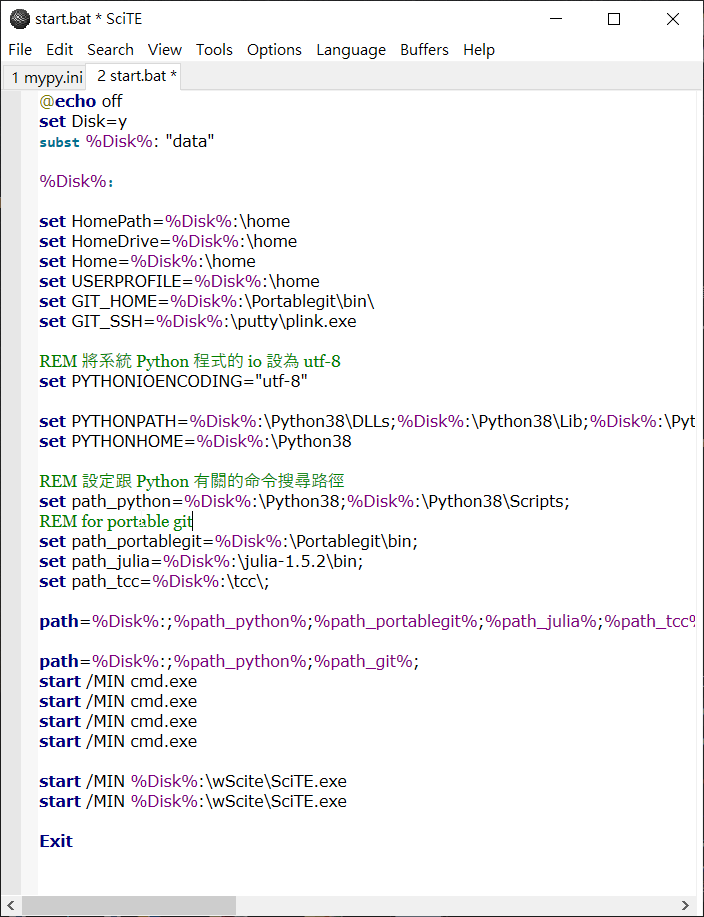 start.bat * SciTE
File Edit Search View Tools Options Language Buffers Help
1 mypy.ini 2 start.bat *
@echo off
set Disk=y
subst %Disk%: "data"
%Disk%:
set HomePath=%Disk%:\home
set HomeDrive=%Disk%:\home
set Home=%Disk%:\home
set USERPROFILE=%Disk%:\home
set GIT_HOME=%Disk%:\Portablegit\bin\
set GIT_SSH=%Disk%:\putty\plink.exe
REM 將系統 Python 程式的 io 設為 utf-8
set PYTHONIOENCODING="utf-8"
set PYTHONPATH=%Disk%:\Python38\DLLs;%Disk%:\Python38\Lib;%Disk%:\Pyt
set PYTHONHOME=%Disk%:\Python38
REM 設定跟 Python 有關的命令搜尋路徑
set path_python=%Disk%:\Python38;%Disk%:\Python38\Scripts;
REM for portable git
set path_portablegit=%Disk%:\Portablegit\bin;
set path_julia=%Disk%:\julia-1.5.2\bin;
set path_tcc=%Disk%:\tcc\;
path=%Disk%:;%path_python%;%path_portablegit%;%path_julia%;%path_tcc%
path=%Disk%:;%path_python%;%path_git%;
start /MIN cmd.exe
start /MIN cmd.exe
start /MIN cmd.exe
start /MIN cmd.exe
start /MIN %Disk%:\wScite\SciTE.exe
start /MIN %Disk%:\wScite\SciTE.exe
Exit